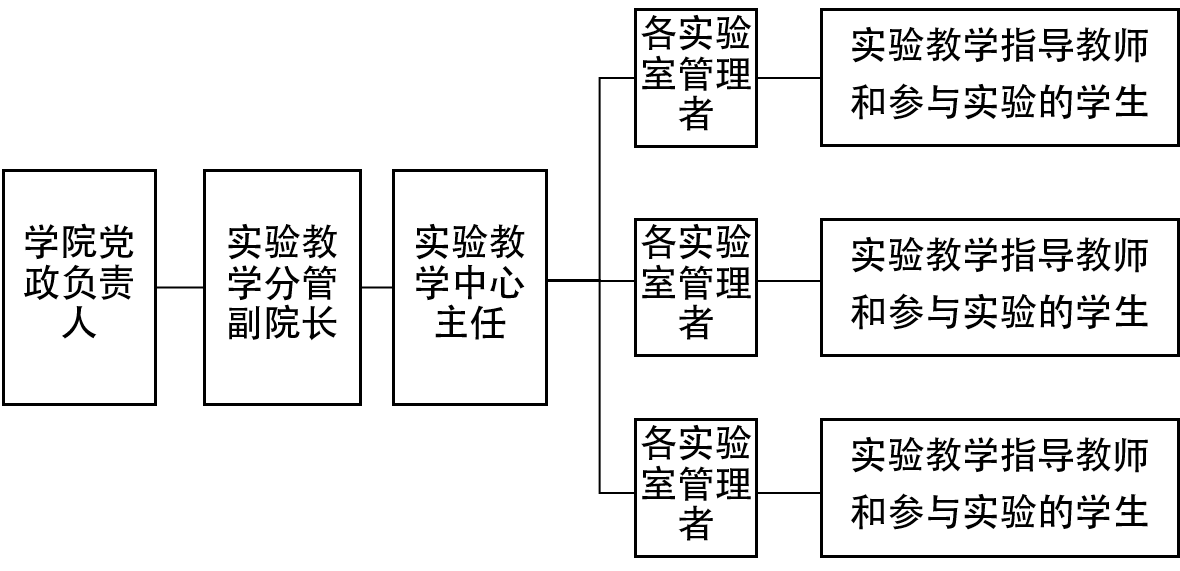 学院党
政负责
人
实验教
学分管
副院长
实验教
学中心
主任
各实验
室管理
者
实验教学指导教师
和参与实验的学生
各实验
室管理
者
实验教学指导教师
和参与实验的学生
各实验
室管理
者
实验教学指导教师
和参与实验的学生